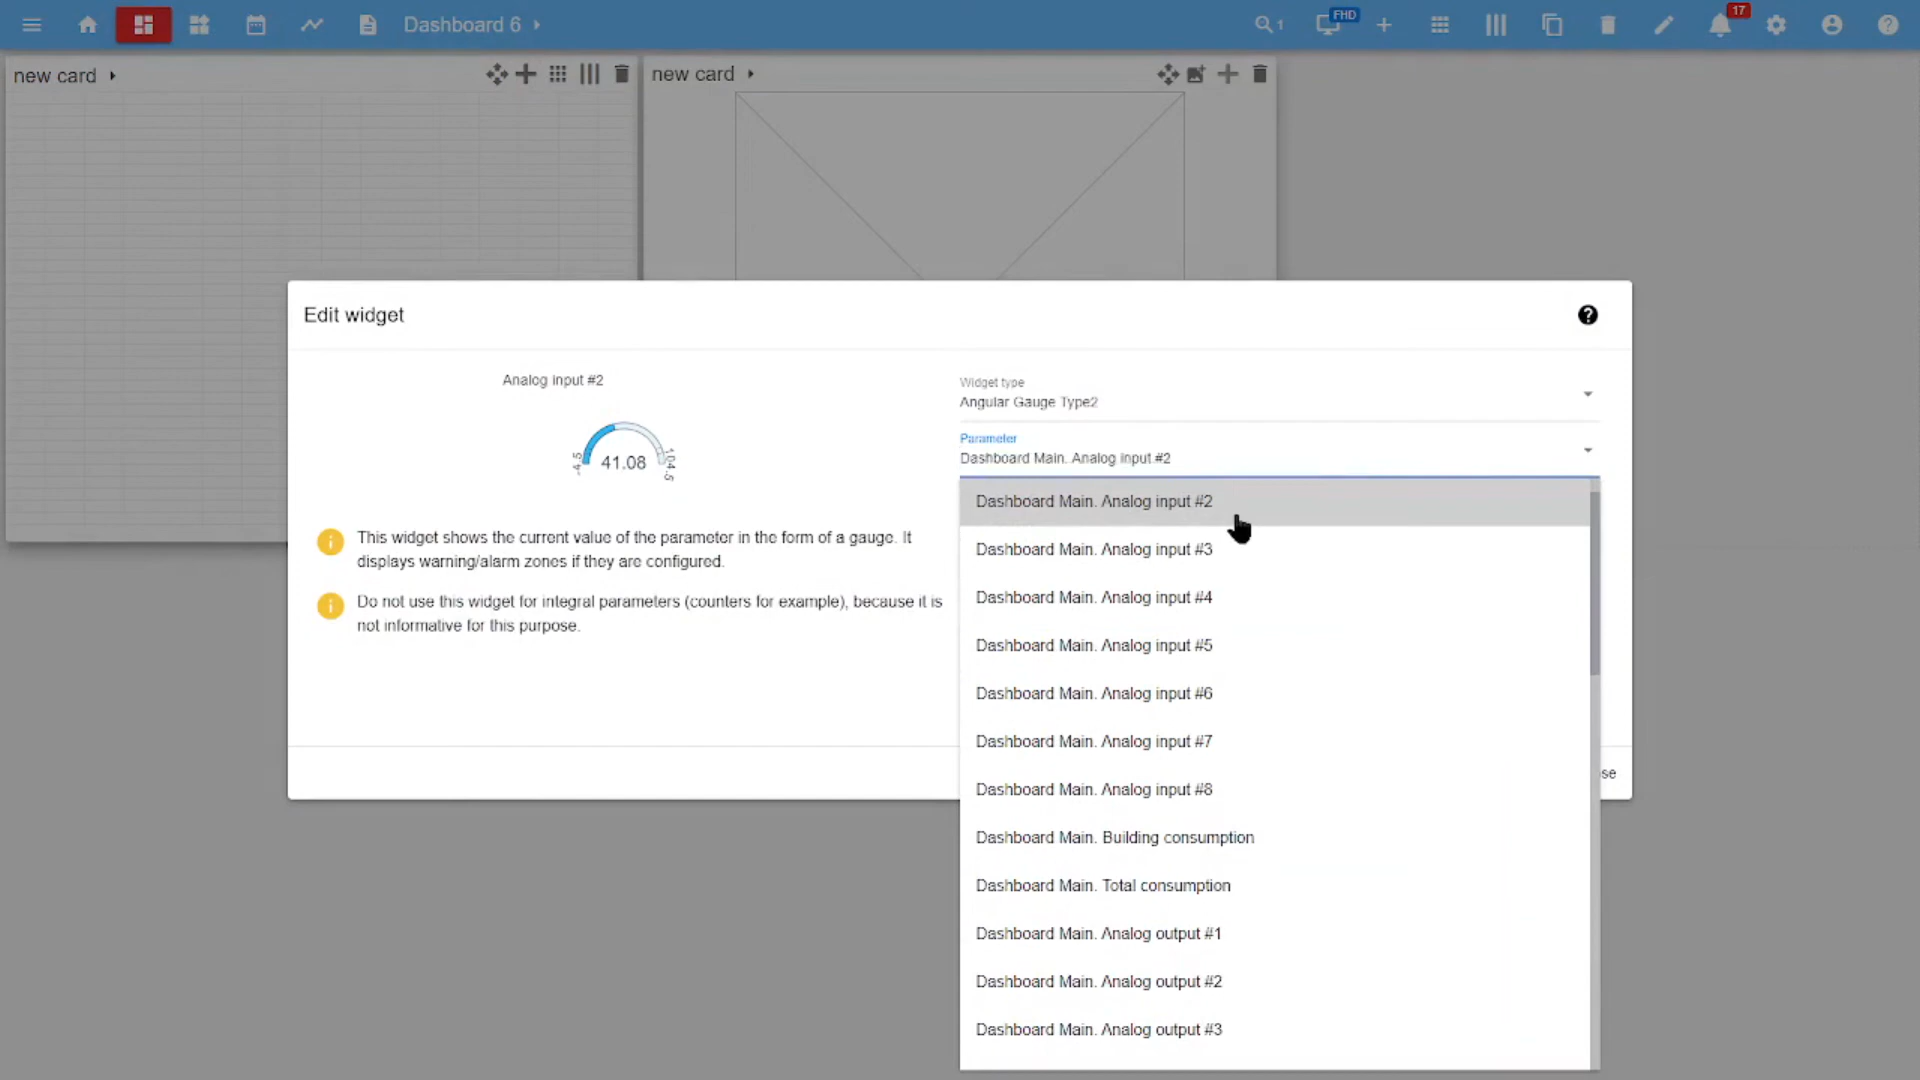 Dashboard 6
1
FHD
17
new card
new card
Edit widget
Analog input #2
-4.5
41.08
104.5
This widget shows the current value of the parameter in the form of a gauge. It
displays warning/alarm zones if they are configured.
Do not use this widget for integral parameters (counters for example), because it is
not informative for this purpose.
Widget type
Angular Gauge Type2
Parameter
Dashboard Main. Analog input #2
Dashboard Main. Analog input #2
Dashboard Main. Analog input #3
Dashboard Main. Analog input #4
Dashboard Main. Analog input #5
Dashboard Main. Analog input #6
Dashboard Main. Analog input #7
Dashboard Main. Analog input #8
Dashboard Main. Building consumption
Dashboard Main. Total consumption
Dashboard Main. Analog output #1
Dashboard Main. Analog output #2
Dashboard Main. Analog output #3
se